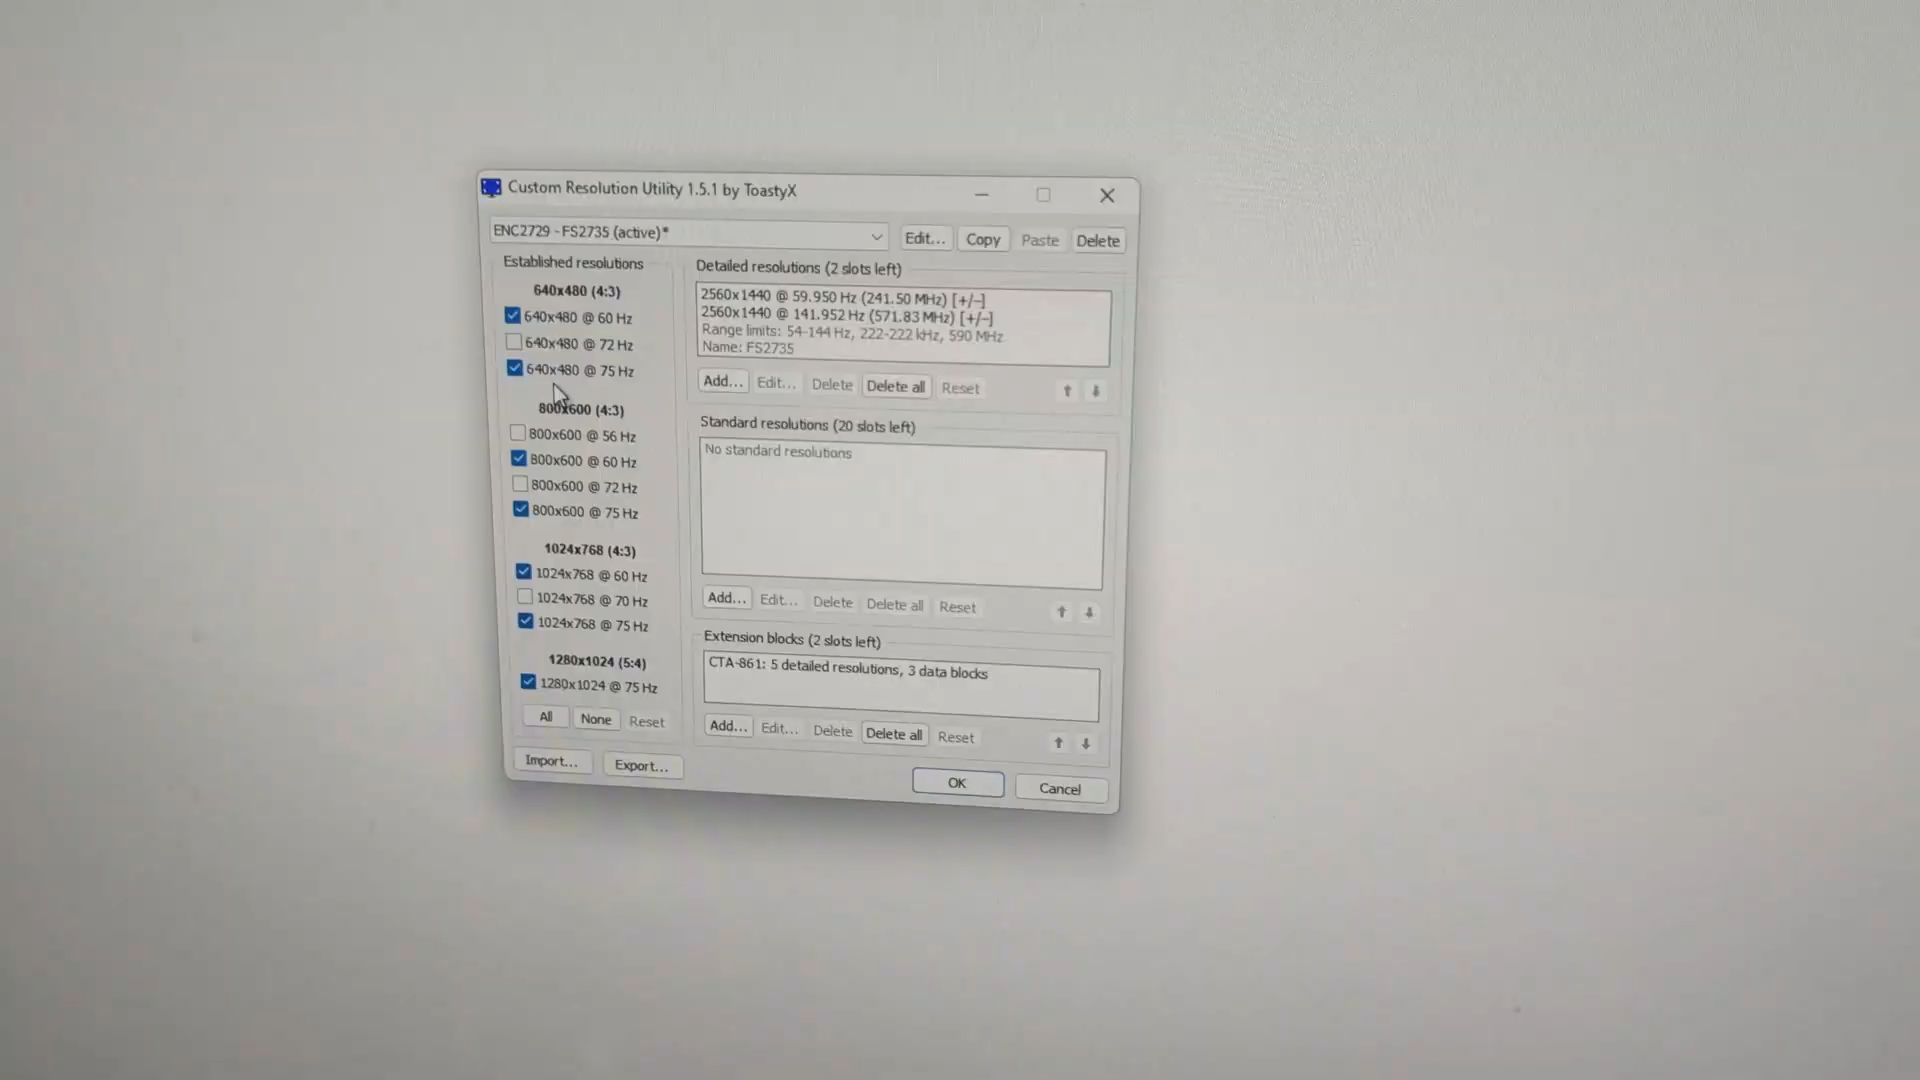 Custom Resolution Utility 1.5.1 by ToastyX
ENC2729 - FS2735 (active)*
Edit...
Copy
Paste
Delete
Established resolutions
640x480 (4:3)
640x480 @ 60 Hz
640x480 @ 72 Hz
640x480 @ 75 Hz
800x600 (4:3)
800x600 @ 56 Hz
800x600 @ 60 Hz
800x600 @ 72 Hz
800x600 @ 75 Hz
1024x768 (4:3)
1024x768 @ 60 Hz
1024x768 @ 70 Hz
1024x768 @ 75 Hz
1280x1024 (5:4)
1280x1024 @ 75 Hz
All
None
Reset
Import...
Export...
Detailed resolutions (2 slots left)
2560x1440 @ 59.950 Hz (241.50 MHz) [+/-]
2560x1440 @ 141.952 Hz (571.83 MHz) [+/-]
Range limits: 54-144 Hz, 222-222 kHz, 590 MHz
Name: FS2735
Add...
Edit...
Delete
Delete all
Reset
Standard resolutions (20 slots left)
No standard resolutions
Add...
Edit...
Delete
Delete all
Reset
Extension blocks (2 slots left)
CTA-861: 5 detailed resolutions, 3 data blocks
Add...
Edit...
Delete
Delete all
Reset
OK
Cancel